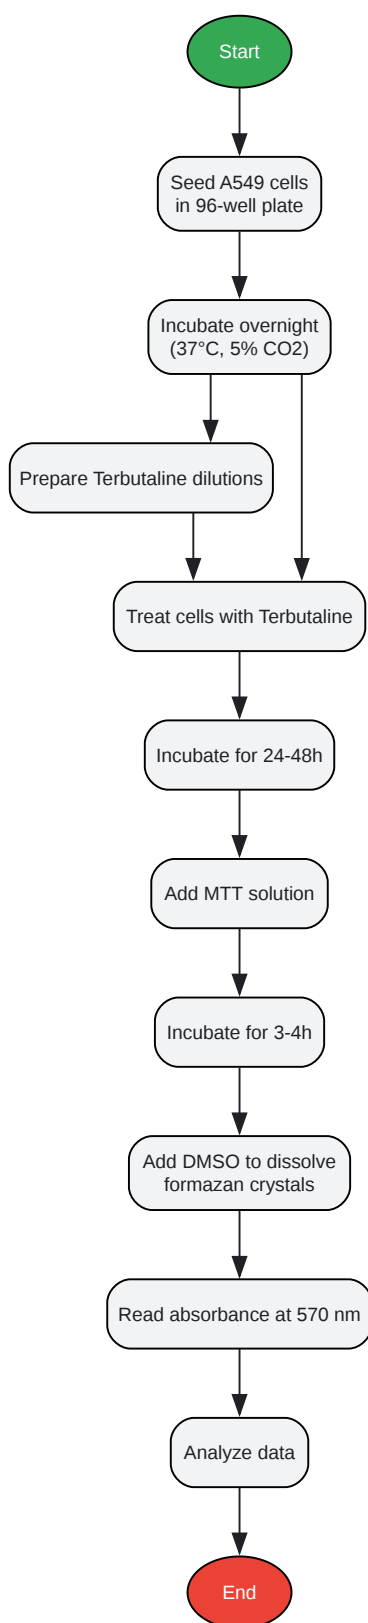 Start
Seed A549 cells
in 96-well plate
Incubate overnight
(37°C, 5% CO2)
Prepare Terbutaline dilutions
Treat cells with Terbutaline
Incubate for 24-48h
Add MTT solution
Incubate for 3-4h
Add DMSO to dissolve
formazan crystals
Read absorbance at 570 nm
Analyze data
End